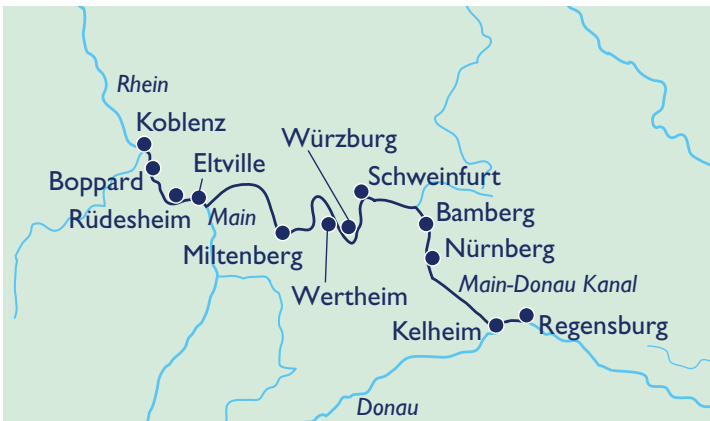 Rhein
Koblenz
Würzburg
Eltville
Boppard
Schweinfurt
Rüdesheim
Main
Bamberg
Miltenberg
Nürnberg
Wertheim
Main-Donau Kanal
Kelheim
Regensburg
Donau